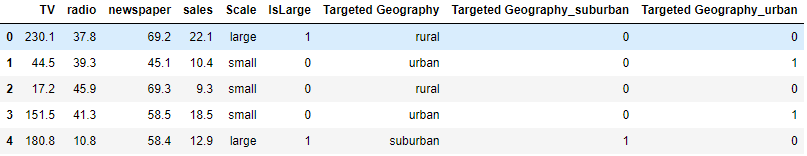 TV radio newspaper sales Scale IsLarge Targeted Geography Targeted Geography_suburban Targeted Geography_urban
0 230.1 37.8 69.2 22.1 large 1 rural 0 0
1 44.5 39.3 45.1 10.4 small 0 urban 0 1
2 17.2 45.9 69.3 9.3 small 0 rural 0 0
3 151.5 41.3 58.5 18.5 small 0 urban 0 1
4 180.8 10.8 58.4 12.9 large 1 suburban 1 0